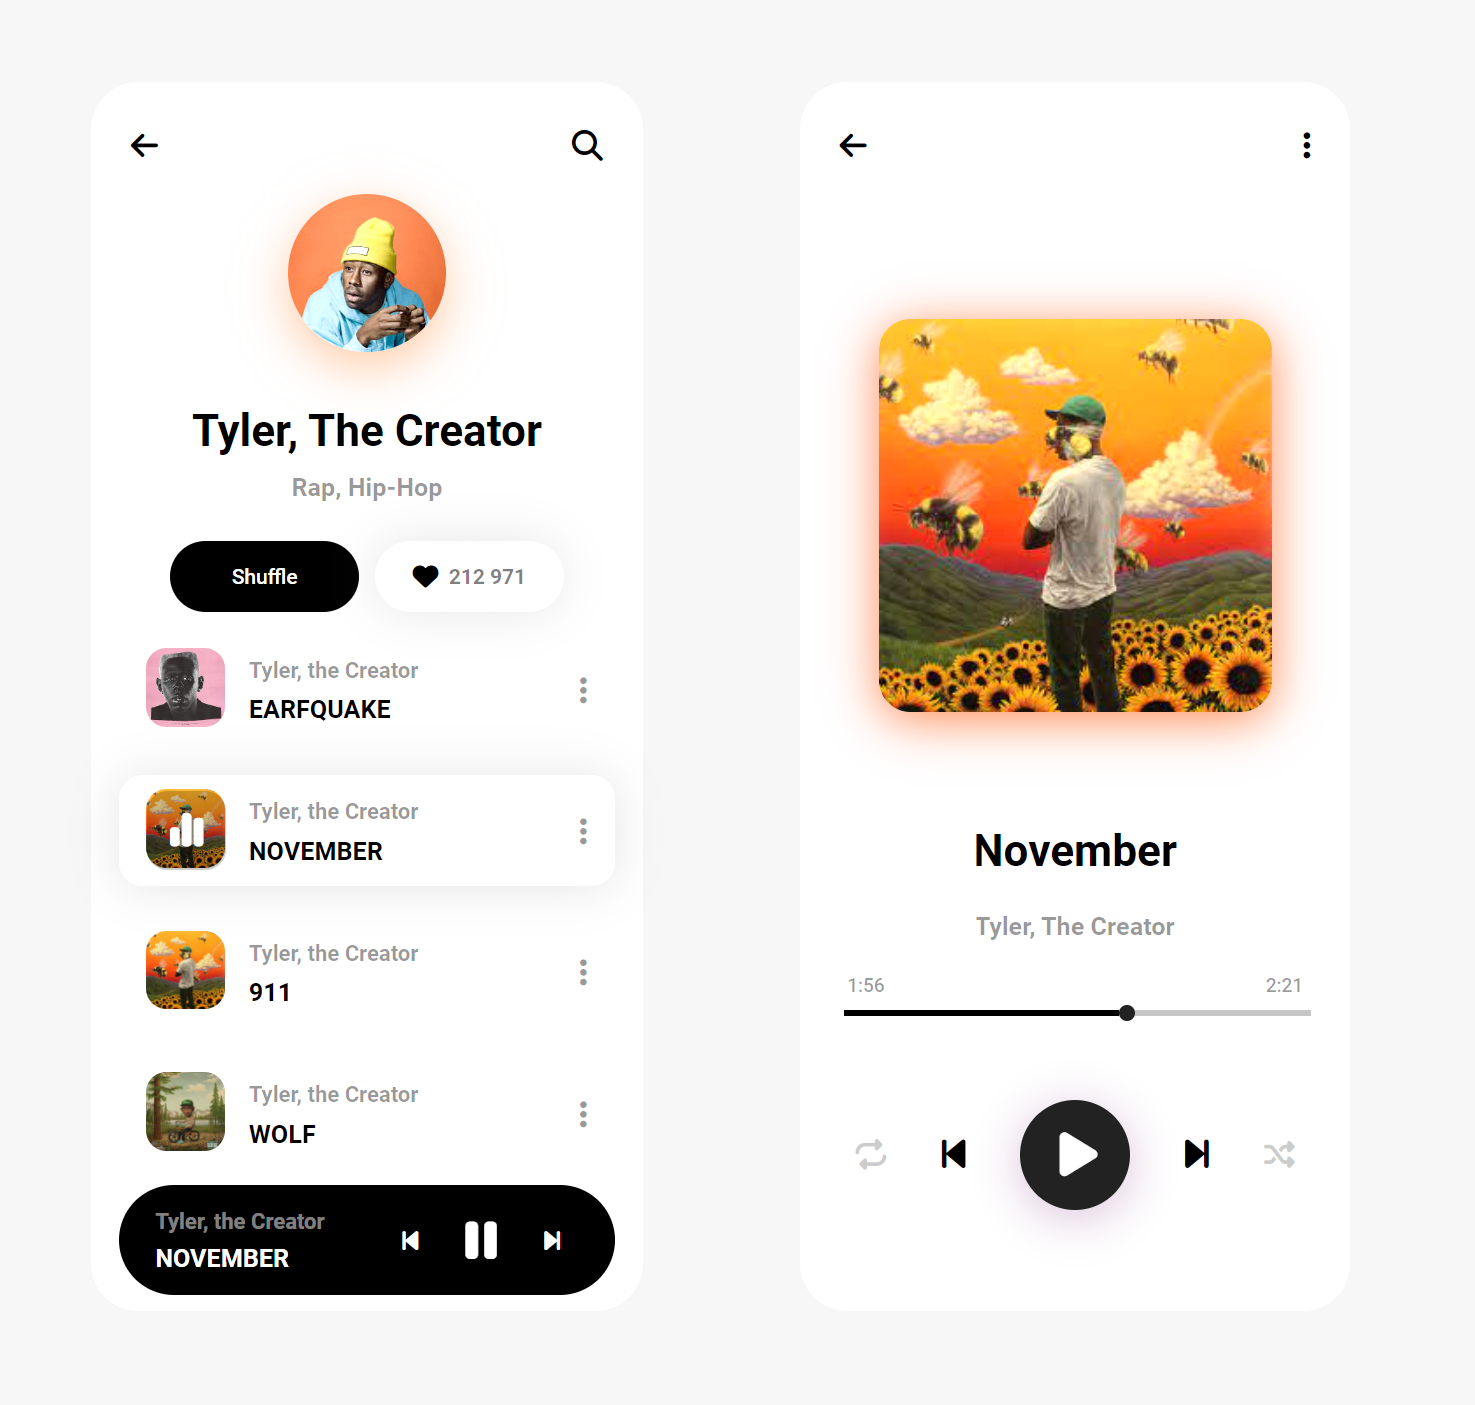 Tyler, The Creator
Rap, Hip-Hop
Shuffle
212 971
Tyler, the Creator
EARFQUAKE
Tyler, the Creator
NOVEMBER
Tyler, the Creator
911
Tyler, the Creator
WOLF
Tyler, the Creator
NOVEMBER
November
Tyler, The Creator
1:56
2:21